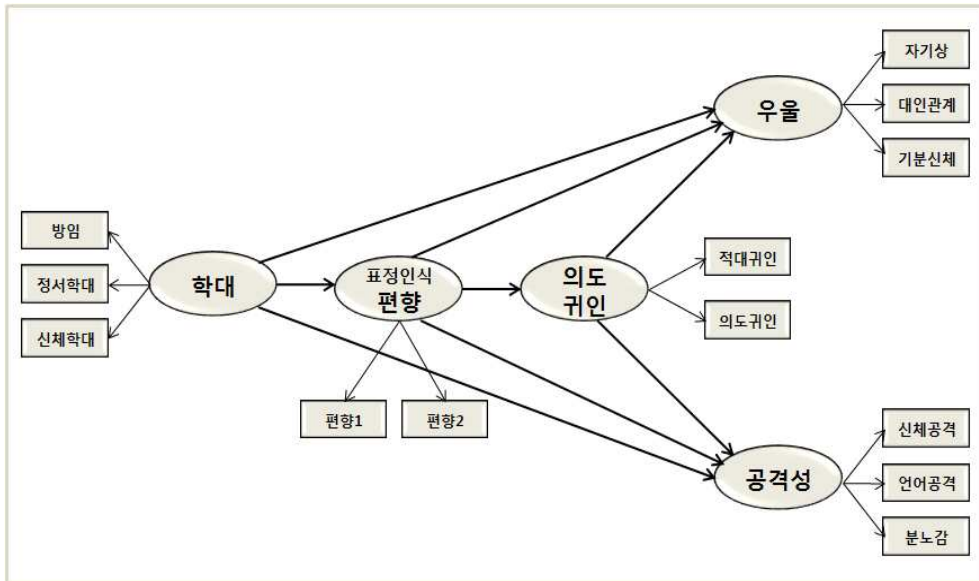 자기상
우울
대인관계
기분신체
방임
정서학대
신체학대
학대
표정인식
편향
의도
귀인
적대귀인
의도귀인
편향1
편향2
신체공격
공격성
언어공격
분노감